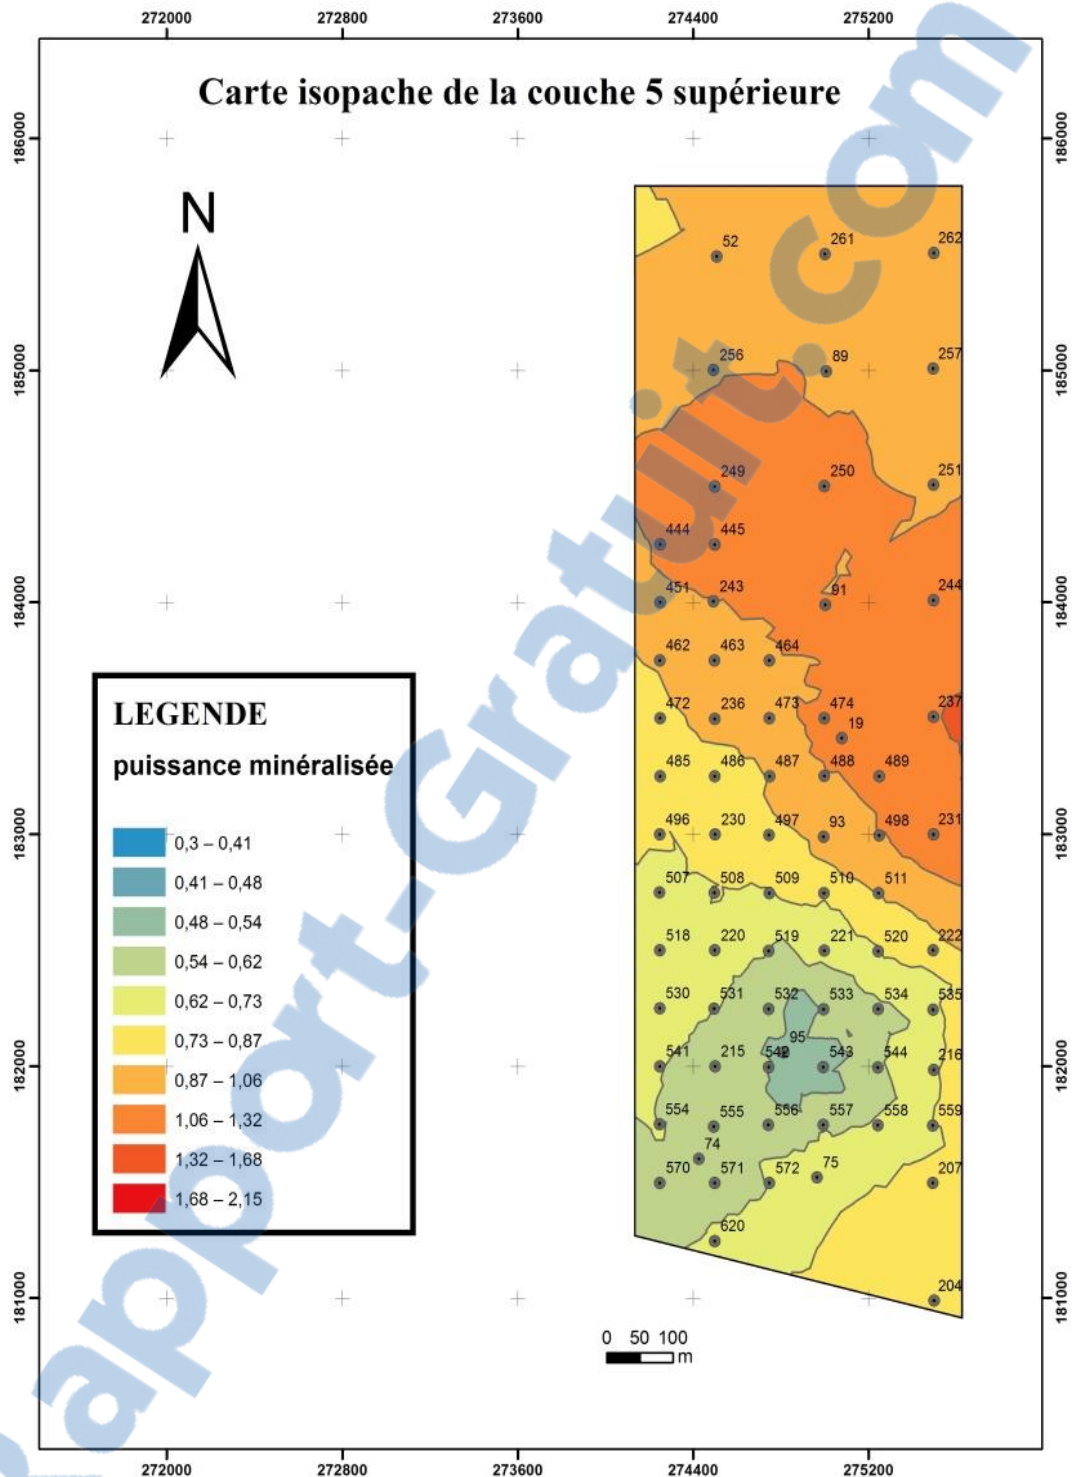 272000 272800 273600 274400 275200
Carte isopache de la couche 5 supérieure
186000 186000
N
52 261 262
185000 256 89 257 185000
249 250 251
444 445
184000 451 243 91 244 184000
462 463 464
472 236 473 474 19 237
485 486 487 488 489
183000 496 230 497 93 498 231 183000
507 508 509 510 511
518 220 519 221 520 222
530 531 532 533 534 535
95
182000 541 215 542 543 544 216 182000
554 555 556 557 558 559
74
570 571 572 75 207
620
181000 204 181000
LEGENDE
puissance minéralisée
0,3 – 0,41
0,41 – 0,48
0,48 – 0,54
0,54 – 0,62
0,62 – 0,73
0,73 – 0,87
0,87 – 1,06
1,06 – 1,32
1,32 – 1,68
1,68 – 2,15
0 50 100
m
272000 272800 273600 274400 275200
Rapport-Gratuit.com